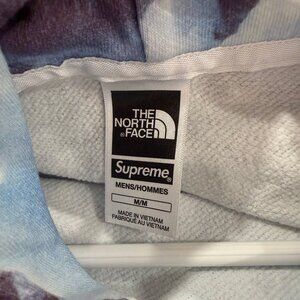 THE
NORTH
FACE
Supreme
MENS/HOMMES
M/M
MADE IN VIETNAM
FABRIQUÉ AU VIETNAM